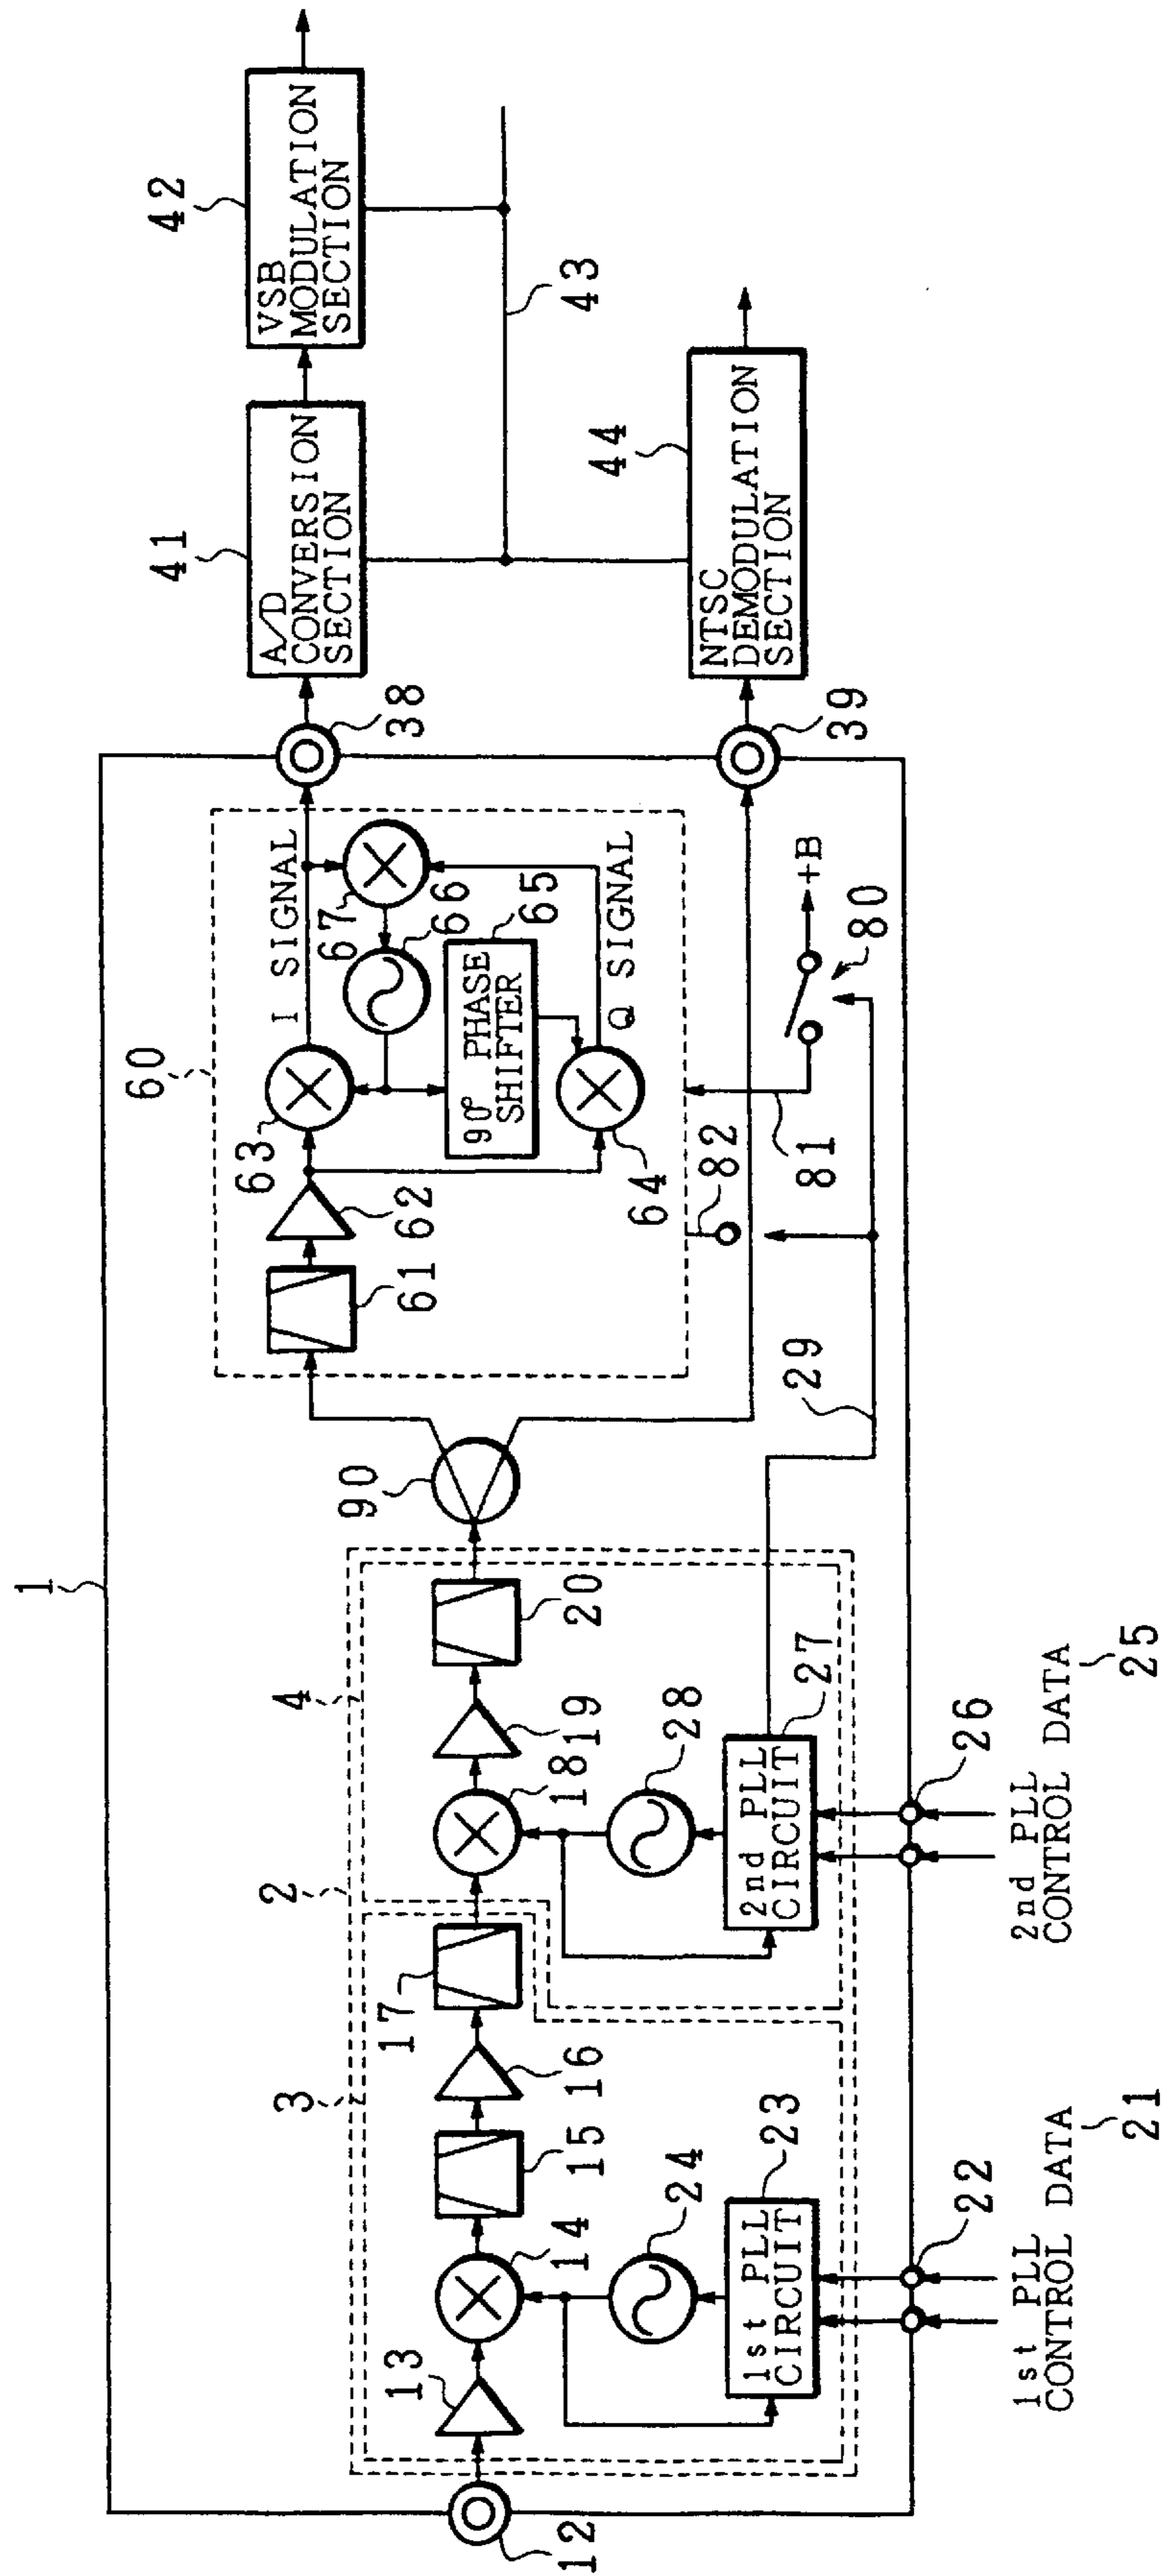 1
60
42
VSB
MODULATION
SECTION
41
A/D
CONVERSION
SECTION
43
44
NTSC
DEMODULATION
SECTION
38
39
I SIGNAL
63
67
66
62
61
90° PHASE
SHIFTER
65
Q SIGNAL
64
82
81
80
+B
29
90
2
3
4
12
13
14
15
16
17
18
19
20
24
1st PLL
CIRCUIT
23
28
2nd PLL
CIRCUIT
27
22
1st PLL
CONTROL DATA
21
26
2nd PLL
CONTROL DATA
25